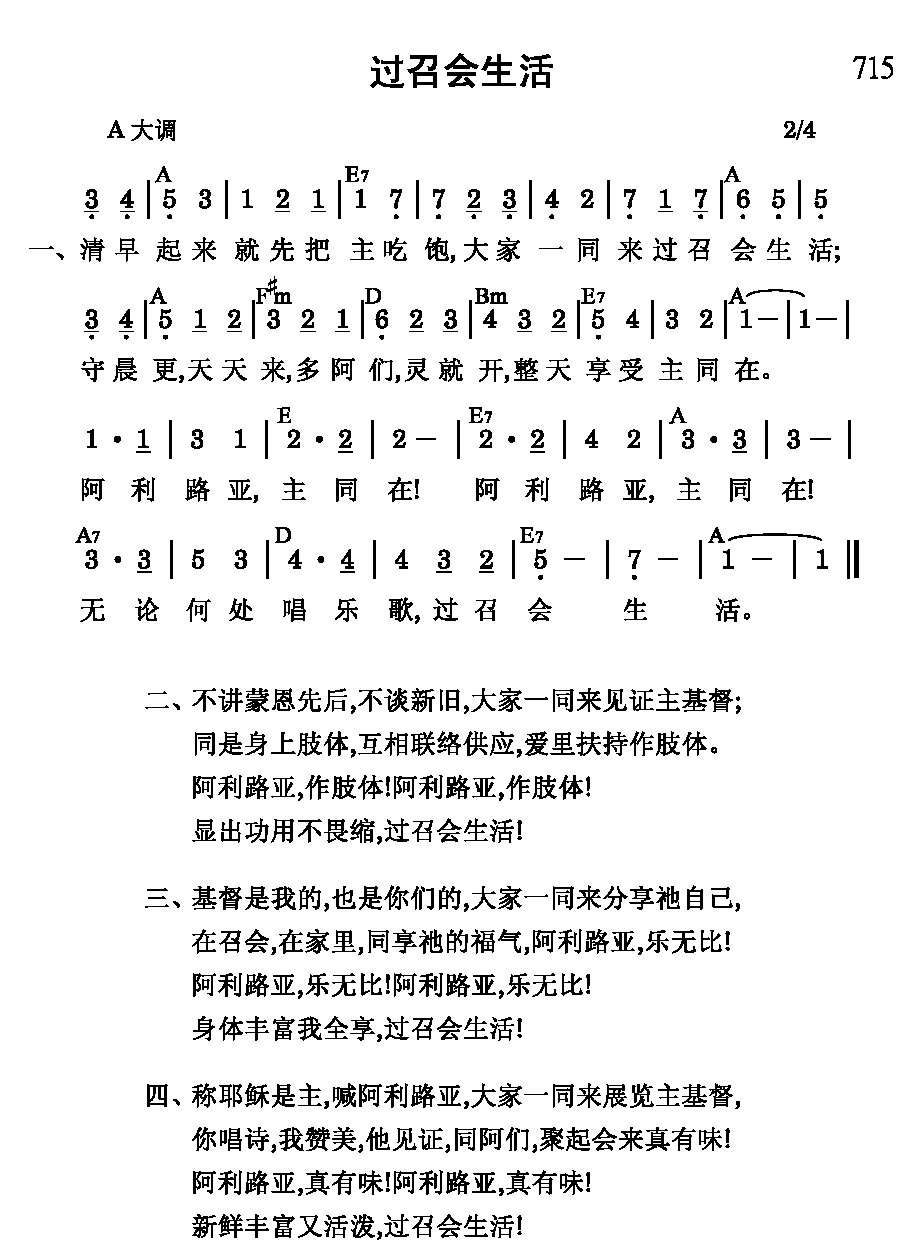 过召会生活 715
A 大调 2/4
A E7 A
3 4 | 5 3 | 1 2 1 | 1 7 | 7 2 3 | 4 2 | 7 1 7 | 6 5 | 5
一、清早起来就先把主吃饱,大家一同来过召会生活;
A F#m D Bm E7 A
3 4 | 5 1 2 | 3 2 1 | 6 2 3 | 4 3 2 | 5 4 | 3 2 | 1 — | 1 — |
守晨更,天天来,多阿们,灵就开,整天享受主同在。
E E7 A
1 · 1 | 3 1 | 2 · 2 | 2 — | 2 · 2 | 4 2 | 3 · 3 | 3 — |
阿利路亚,主同在! 阿利路亚,主同在!
A7 D E7 A
3 · 3 | 5 3 | 4 · 4 | 4 3 2 | 5 — | 7 — | 1 — | 1 ‖
无论何处唱乐歌,过召会生活。
二、不讲蒙恩先后,不谈新旧,大家一同来见证主基督;
同是身上肢体,互相联络供应,爱里扶持作肢体。
阿利路亚,作肢体!阿利路亚,作肢体!
显出功用不畏缩,过召会生活!
三、基督是我的,也是你们的,大家一同来分享祂自己,
在召会,在家里,同享祂的福气,阿利路亚,乐无比!
阿利路亚,乐无比!阿利路亚,乐无比!
身体丰富我全享,过召会生活!
四、称耶稣是主,喊阿利路亚,大家一同来展览主基督,
你唱诗,我赞美,他见证,同阿们,聚起会来真有味!
阿利路亚,真有味!阿利路亚,真有味!
新鲜丰富又活泼,过召会生活!